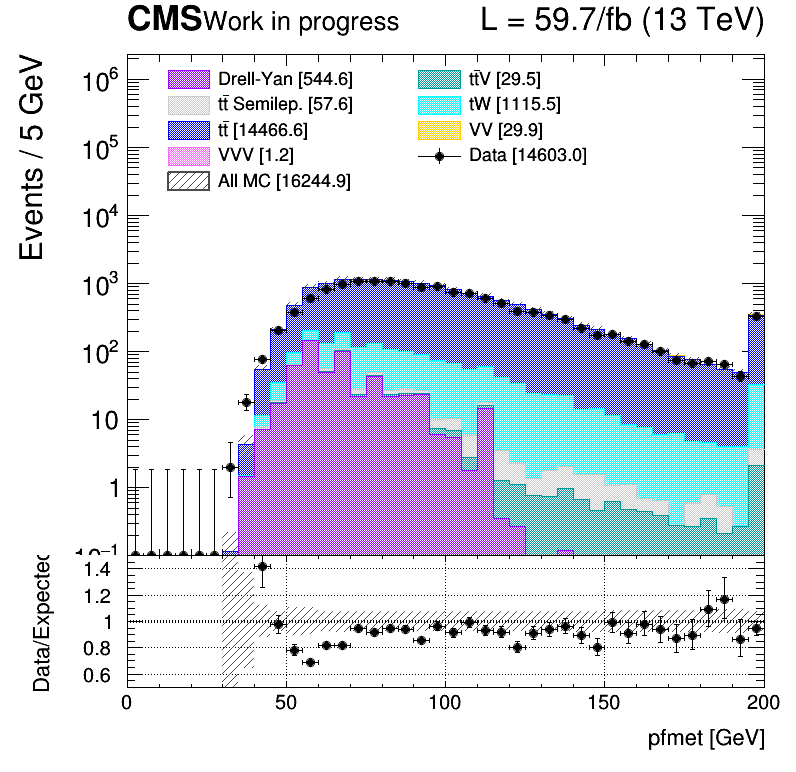 CMS Work in progress L = 59.7/fb (13 TeV)
Events / 5 GeV
Drell-Yan [544.6]
tt̄ Semilep. [57.6]
tt̄ [14466.6]
VVV [1.2]
All MC [16244.9]
tt̄V [29.5]
tW [1115.5]
VV [29.9]
Data [14603.0]
10⁶
10⁵
10⁴
10³
10²
10
1
10⁻¹
Data/Expected
1.4
1.2
1
0.8
0.6
0 50 100 150 200
pfmet [GeV]